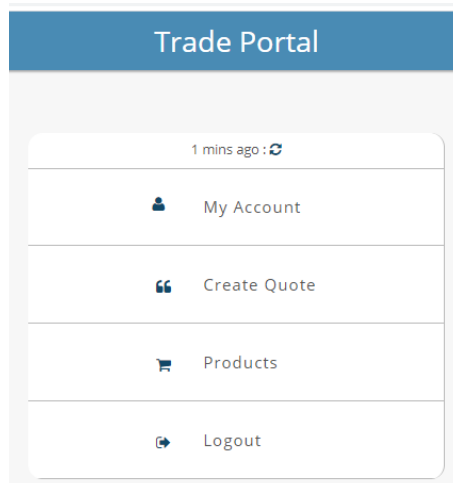 Trade Portal
1 mins ago :
My Account
Create Quote
Products
Logout